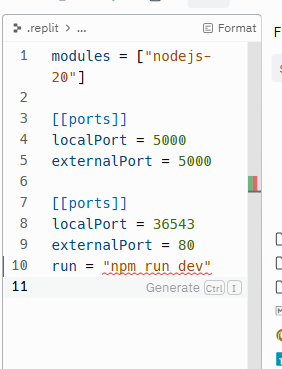 .replit > ... Format
1 modules = ["nodejs-
20"]
2
3 [[ports]]
4 localPort = 5000
5 externalPort = 5000
6
7 [[ports]]
8 localPort = 36543
9 externalPort = 80
10 run = "npm run dev"
11 Generate Ctrl I
F
S